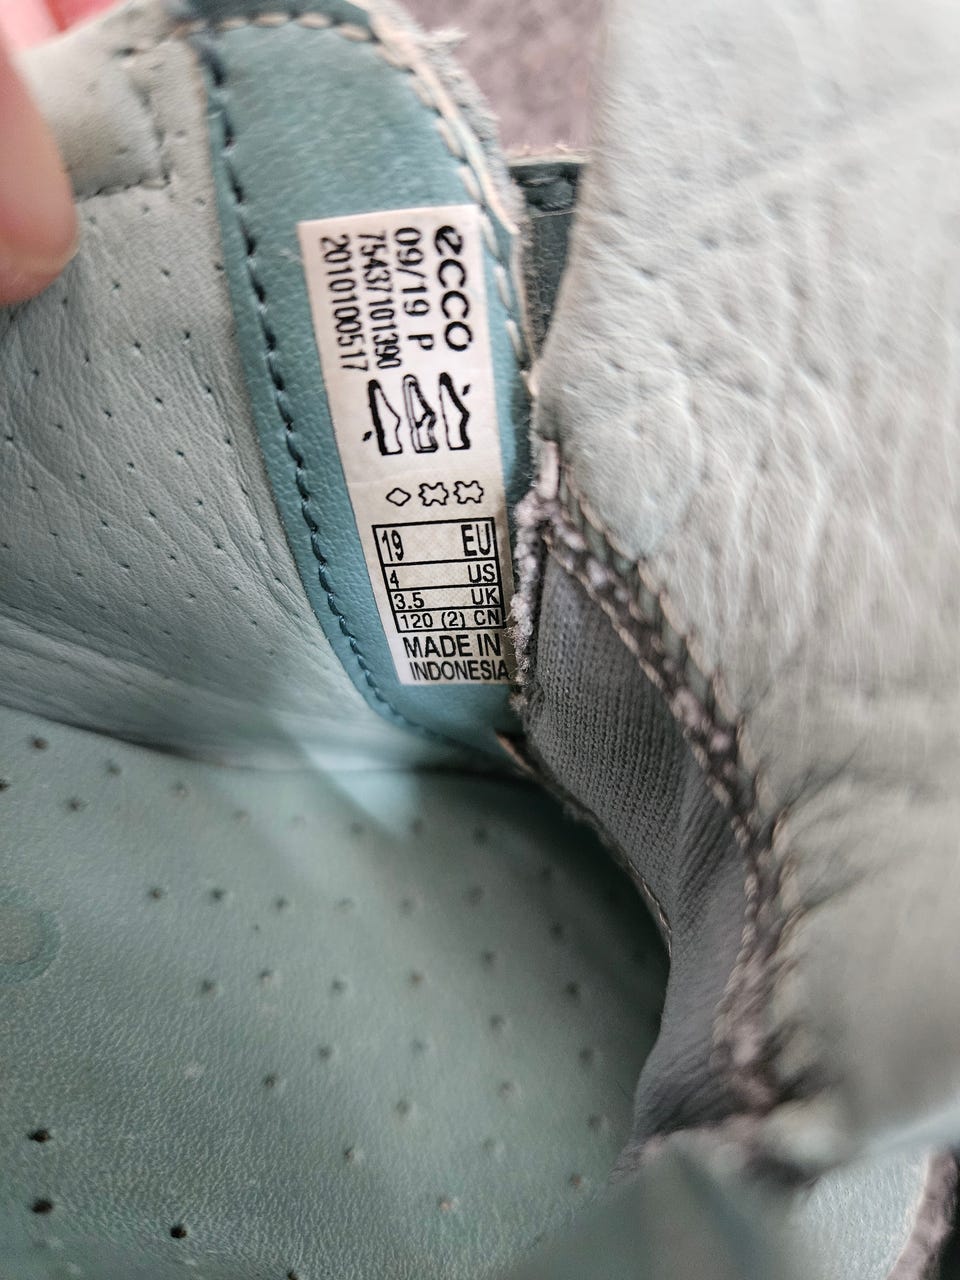 ecco
09/19 P
75437101390
2010100517
19 EU
4 US
3.5 UK
120 (2) CN
MADE IN
INDONESIA